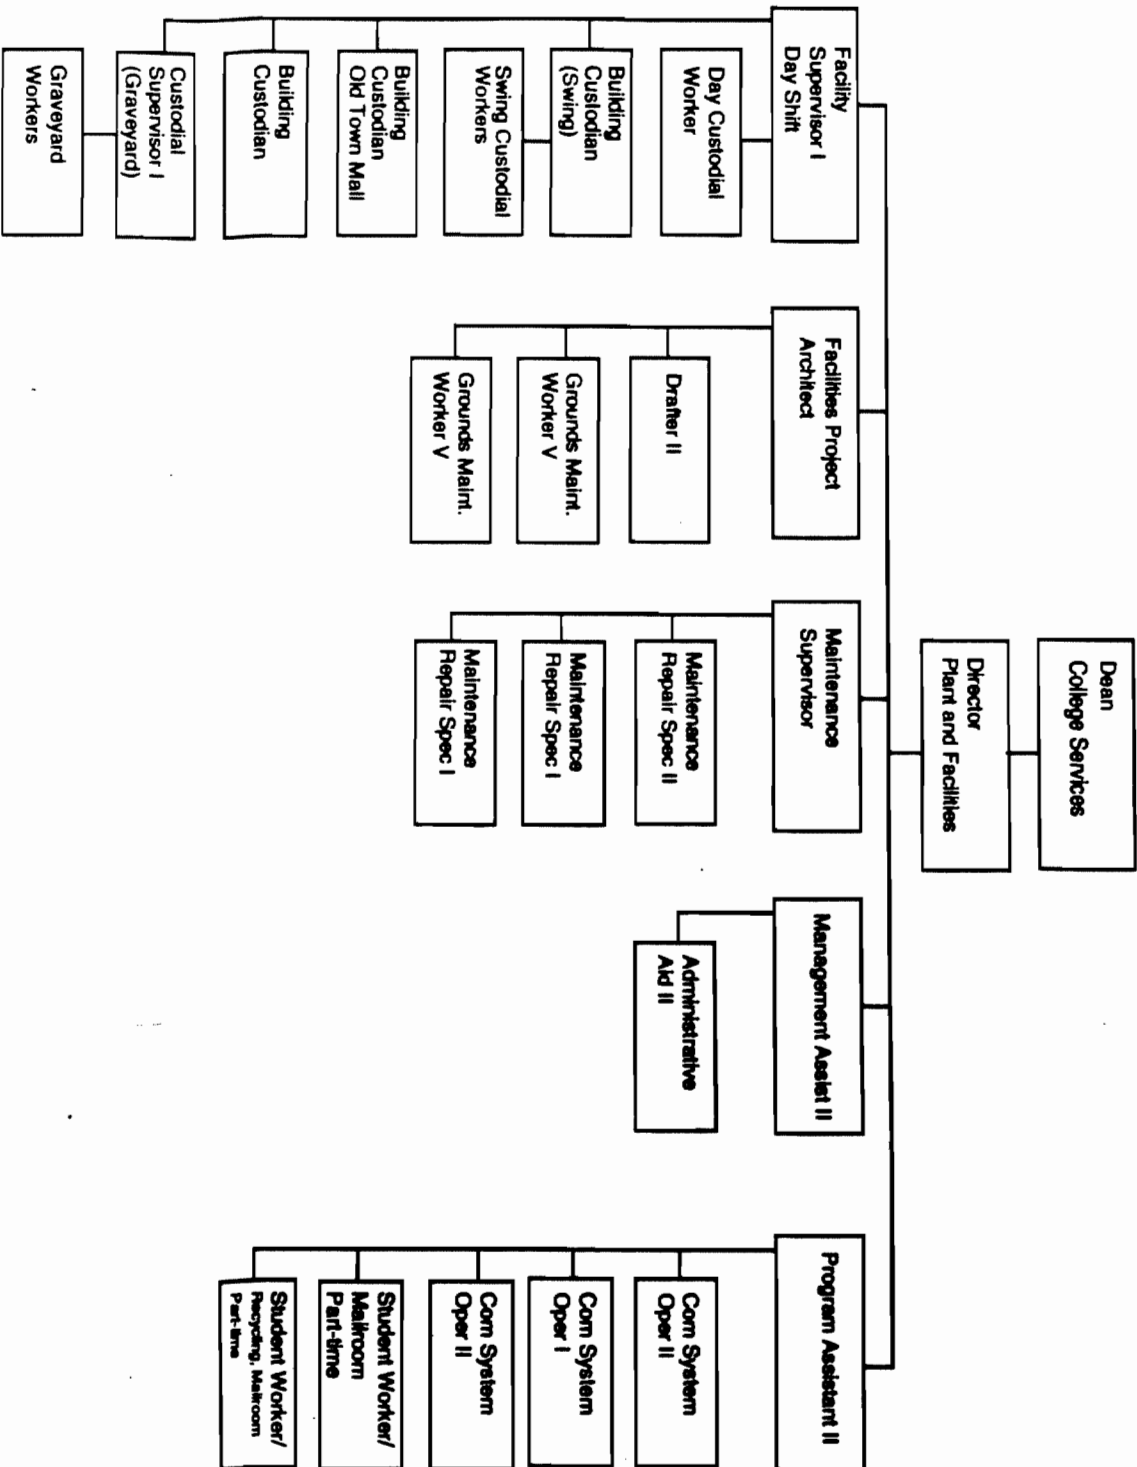 Dean
College Services
Director
Plant and Facilities
Facility
Supervisor I
Day Shift
Day Custodial
Worker
Building
Custodian
(Swing)
Swing Custodial
Workers
Building
Custodian
Old Town Mall
Building
Custodian
Custodial
Supervisor I
(Graveyard)
Graveyard
Workers
Facilities Project
Architect
Drafter II
Grounds Maint.
Worker V
Grounds Maint.
Worker V
Maintenance
Supervisor
Maintenance
Repair Spec II
Maintenance
Repair Spec I
Maintenance
Repair Spec I
Management Assist II
Administrative
Aid II
Program Assistant II
Com System
Oper II
Com System
Oper I
Com System
Oper II
Student Worker/
Mailroom
Part-time
Student Worker/
Recycling, Mailroom
Part-time